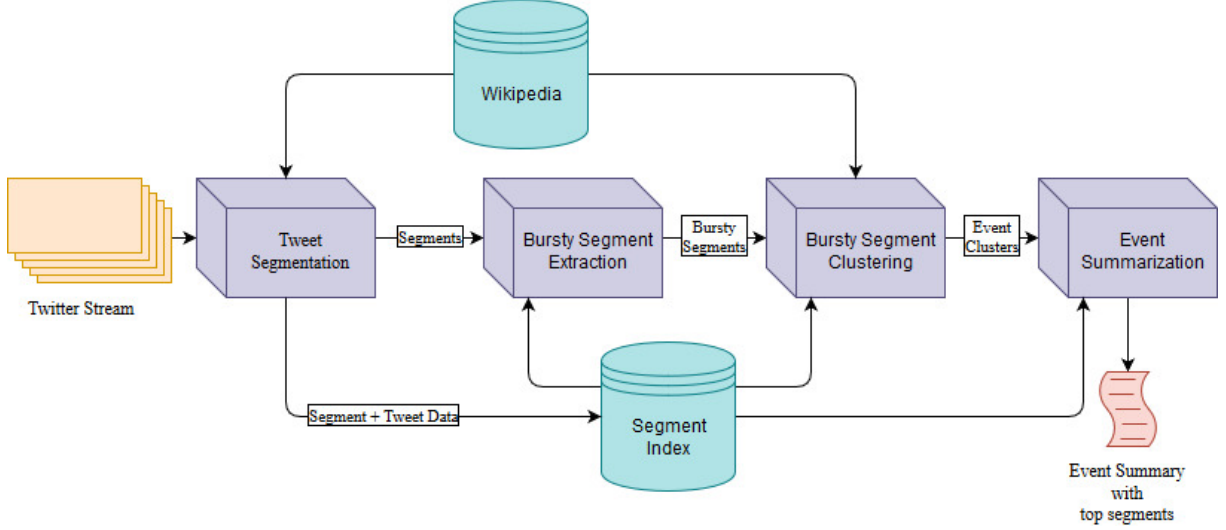 Wikipedia
Tweet
Segmentation
Segments
Bursty Segment
Extraction
Bursty
Segments
Bursty Segment
Clustering
Event
Clusters
Event
Summarization
Twitter Stream
Segment + Tweet Data
Segment
Index
Event Summary
with
top segments